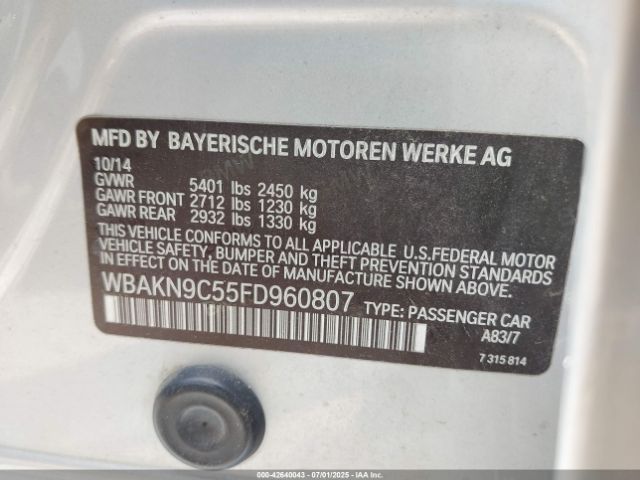 MFD BY BAYERISCHE MOTOREN WERKE AG
10/14
GVWR 5401 lbs 2450 kg
GAWR FRONT 2712 lbs 1230 kg
GAWR REAR 2932 lbs 1330 kg
THIS VEHICLE CONFORMS TO ALL APPLICABLE U.S.FEDERAL MOTOR
VEHICLE SAFETY, BUMPER AND THEFT PREVENTION STANDARDS
IN EFFECT ON THE DATE OF MANUFACTURE SHOWN ABOVE.
WBAKN9C55FD960807 TYPE: PASSENGER CAR
A83/7
7 315 814
000-42640043 - 07/01/2025 - IAA Inc.